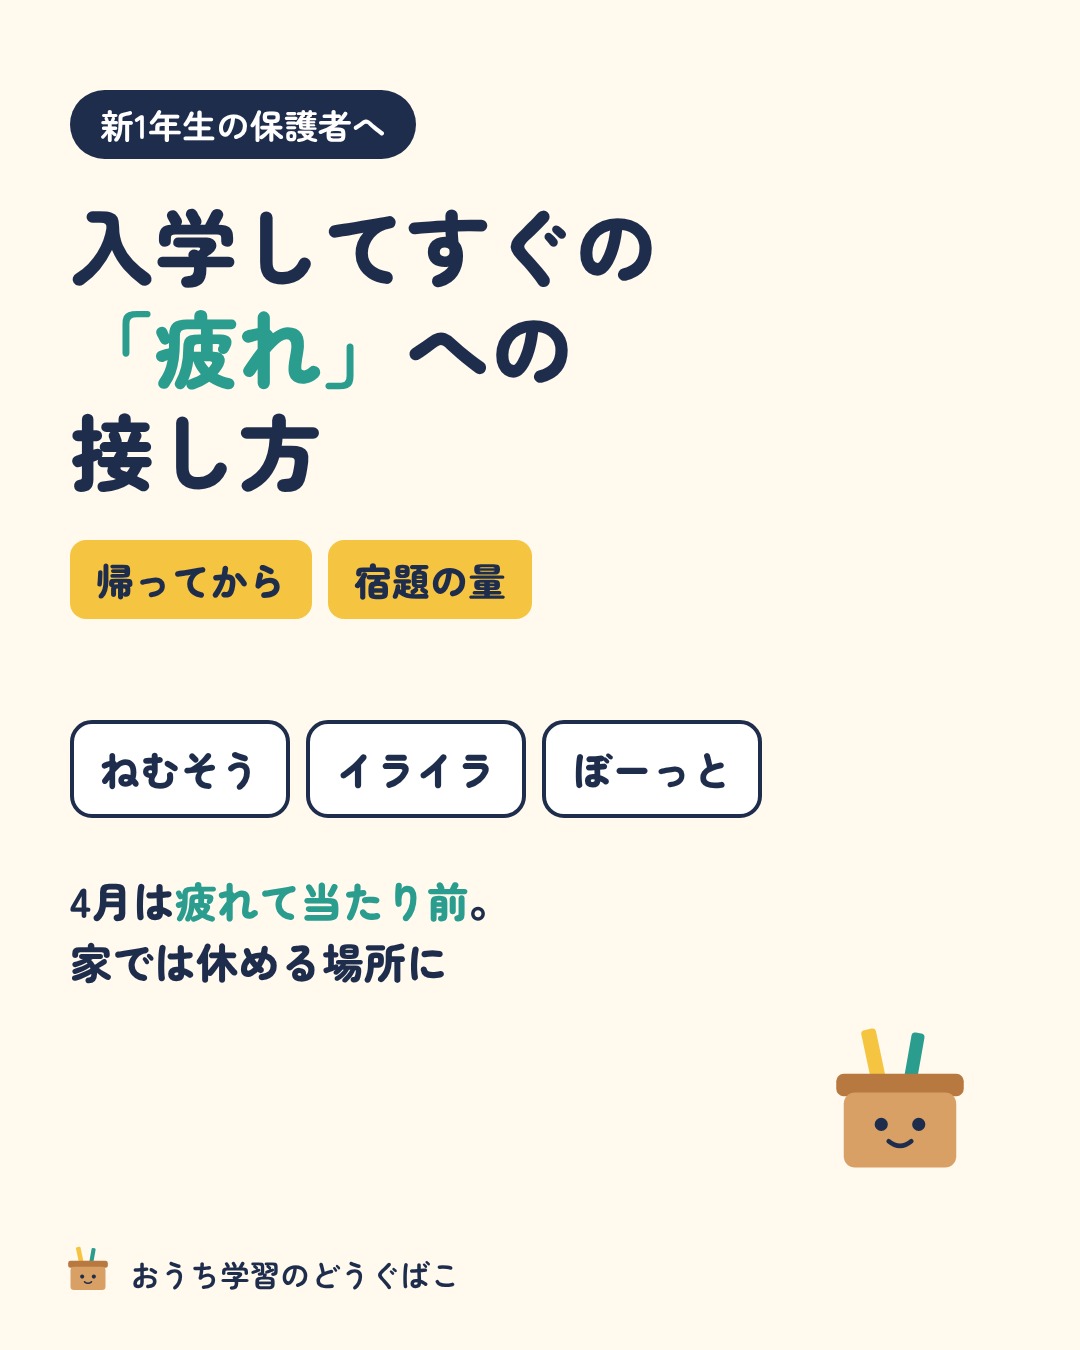 新1年生の保護者へ
入学してすぐの
「疲れ」への
接し方
帰ってから 宿題の量
ねむそう イライラ ぼーっと
4月は疲れて当たり前。
家では休める場所に
おうち学習のどうぐばこ